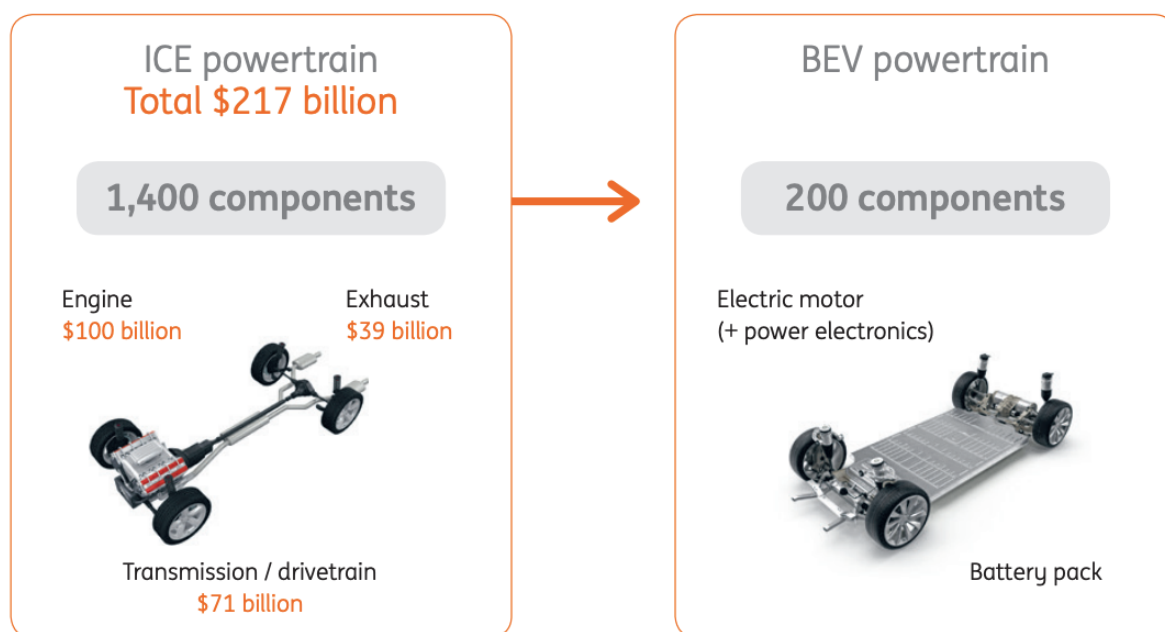 ICE powertrain
Total $217 billion
1,400 components
Engine
$100 billion
Exhaust
$39 billion
Transmission / drivetrain
$71 billion
BEV powertrain
200 components
Electric motor
(+ power electronics)
Battery pack